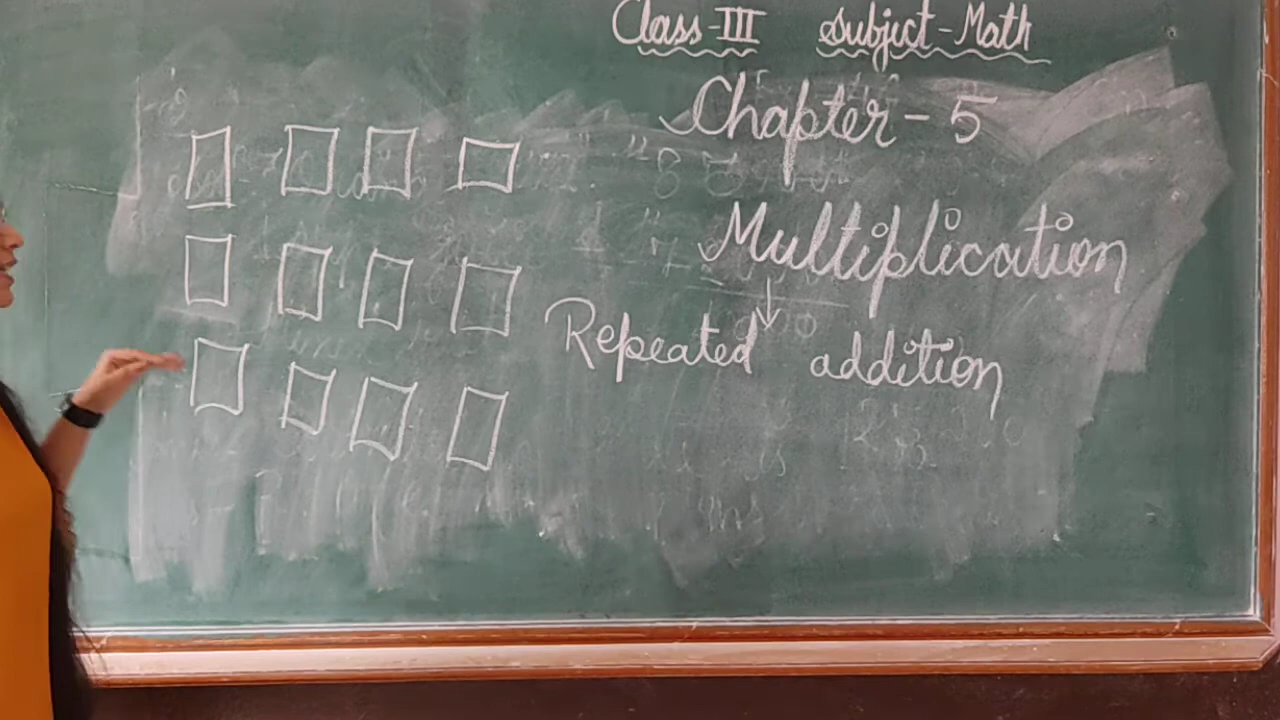 Class-III Subject-Math
Chapter-5
Multiplication
↓
Repeated addition